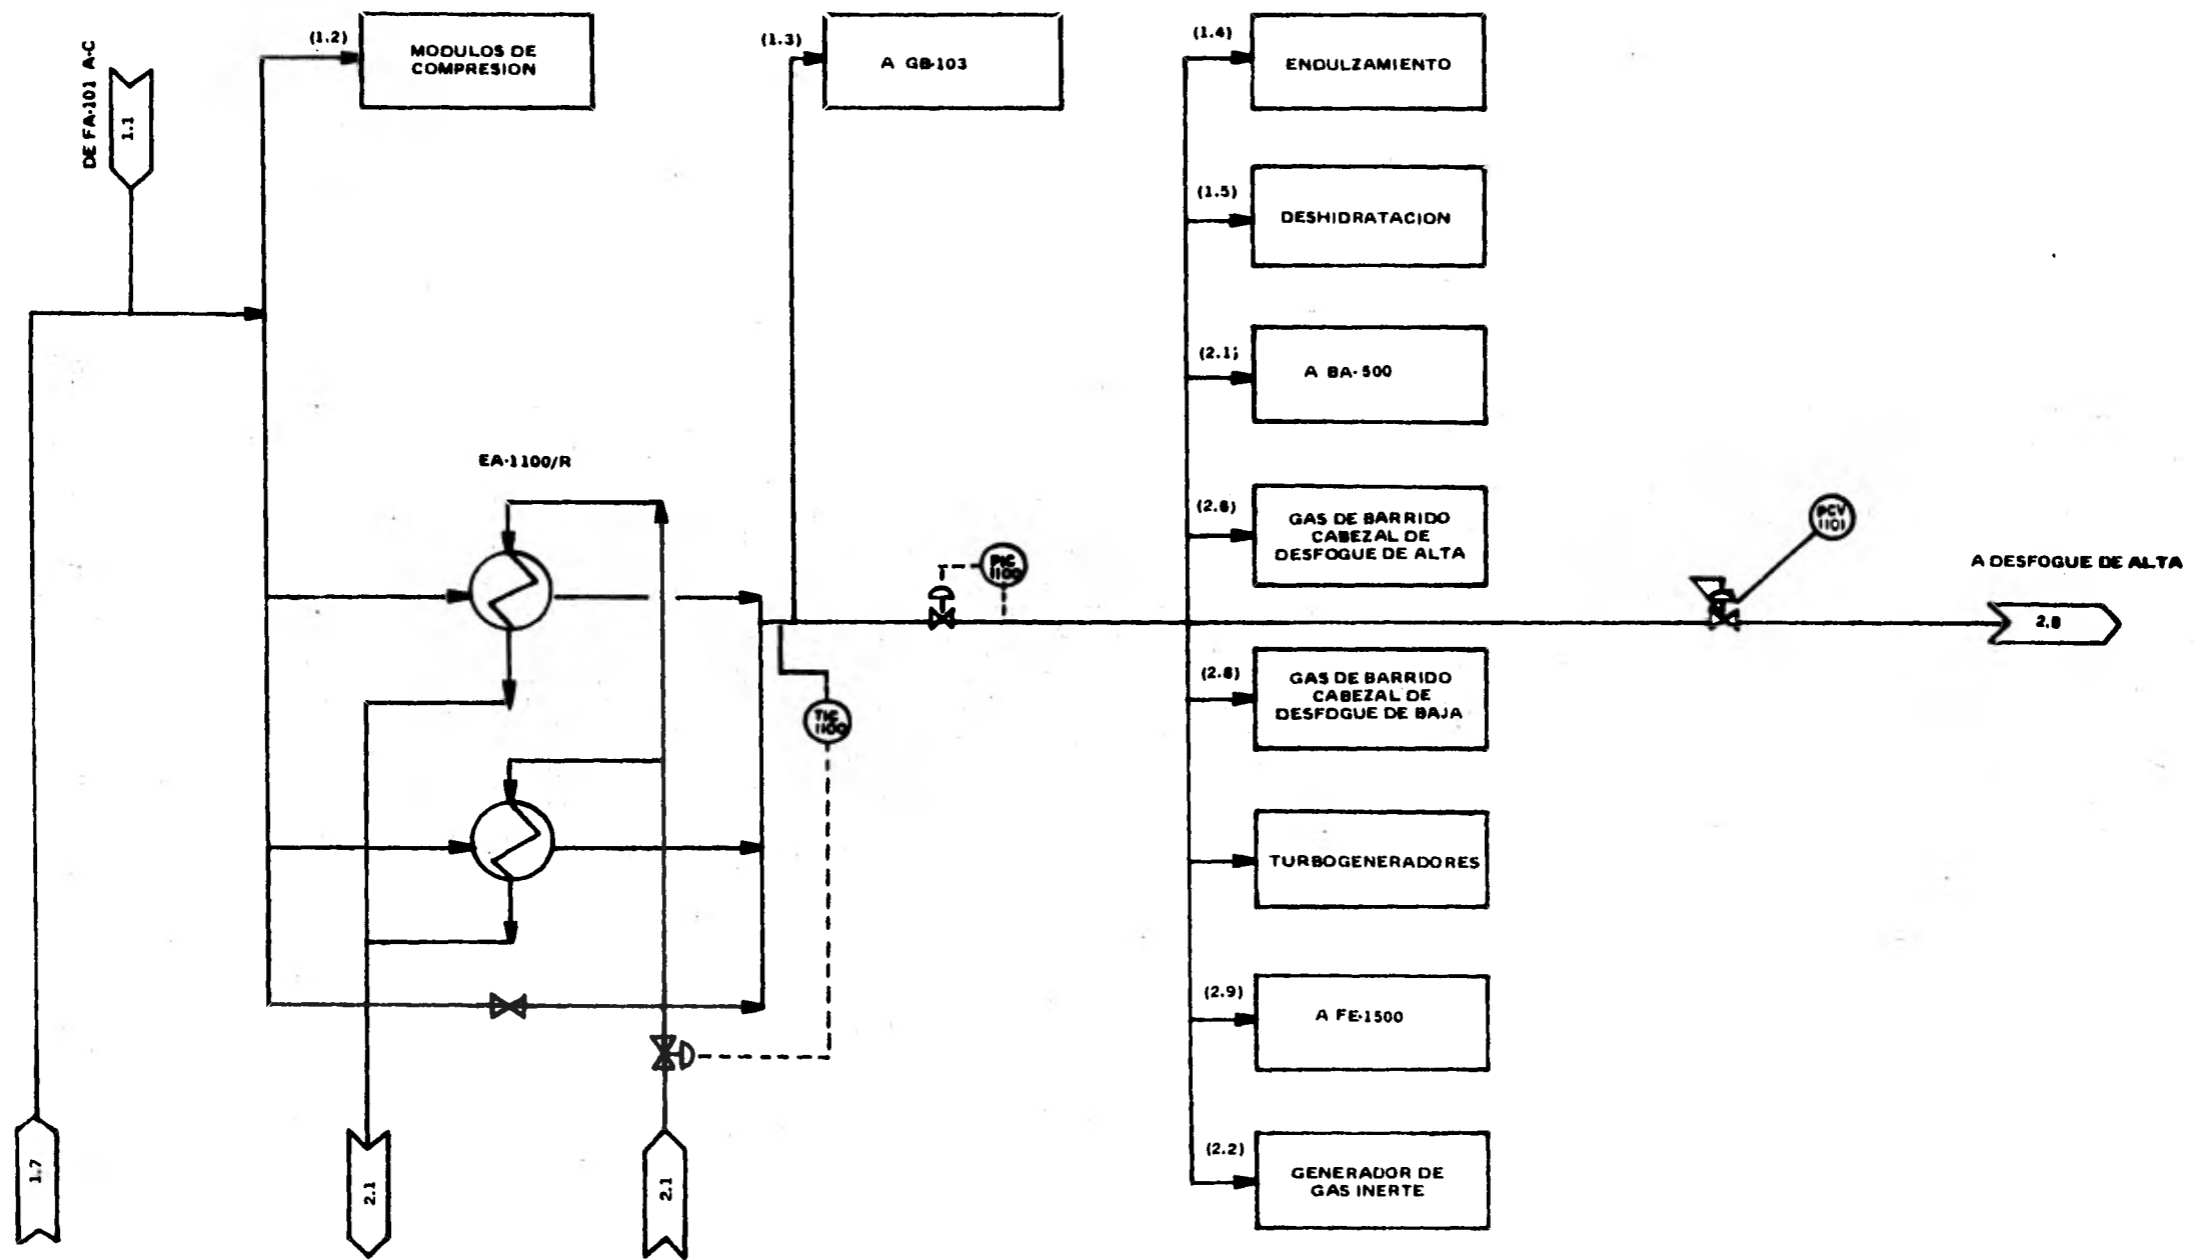 (1.2)
MODULOS DE
COMPRESION
(1.3)
A GB-103
(1.4)
ENDULZAMIENTO
DE FA-101 A-C
1.1
(1.5)
DESHIDRATACION
(2.1)
A BA-500
EA-1100/R
(2.8)
GAS DE BARRIDO
CABEZAL DE
DESFOGUE DE ALTA
PCV
1101
PIC
1100
A DESFOGUE DE ALTA
2.8
(2.8)
GAS DE BARRIDO
CABEZAL DE
DESFOGUE DE BAJA
TIC
1100
TURBOGENERADORES
(2.9)
A FE-1500
(2.2)
GENERADOR DE
GAS INERTE
1.7
2.1
2.1